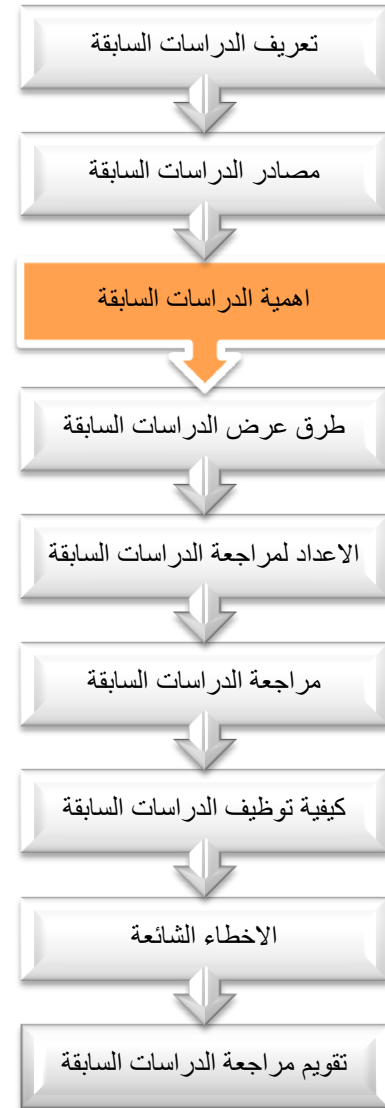 تعريف الدراسات السابقة
مصادر الدراسات السابقة
اهمية الدراسات السابقة
طرق عرض الدراسات السابقة
الاعداد لمراجعة الدراسات السابقة
مراجعة الدراسات السابقة
كيفية توظيف الدراسات السابقة
الاخطاء الشائعة
تقويم مراجعة الدراسات السابقة